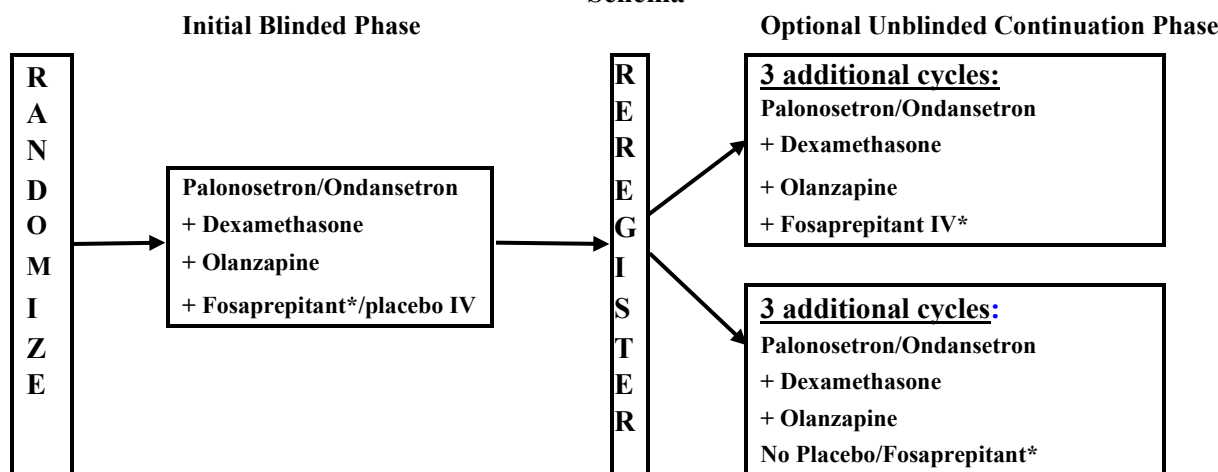 Schema
Initial Blinded Phase
Optional Unblinded Continuation Phase
R
A
N
D
O
M
I
Z
E
Palonosetron/Ondansetron
+ Dexamethasone
+ Olanzapine
+ Fosaprepitant*/placebo IV
R
E
R
E
G
I
S
T
E
R
3 additional cycles:
Palonosetron/Ondansetron
+ Dexamethasone
+ Olanzapine
+ Fosaprepitant IV*
3 additional cycles:
Palonosetron/Ondansetron
+ Dexamethasone
+ Olanzapine
No Placebo/Fosaprepitant*